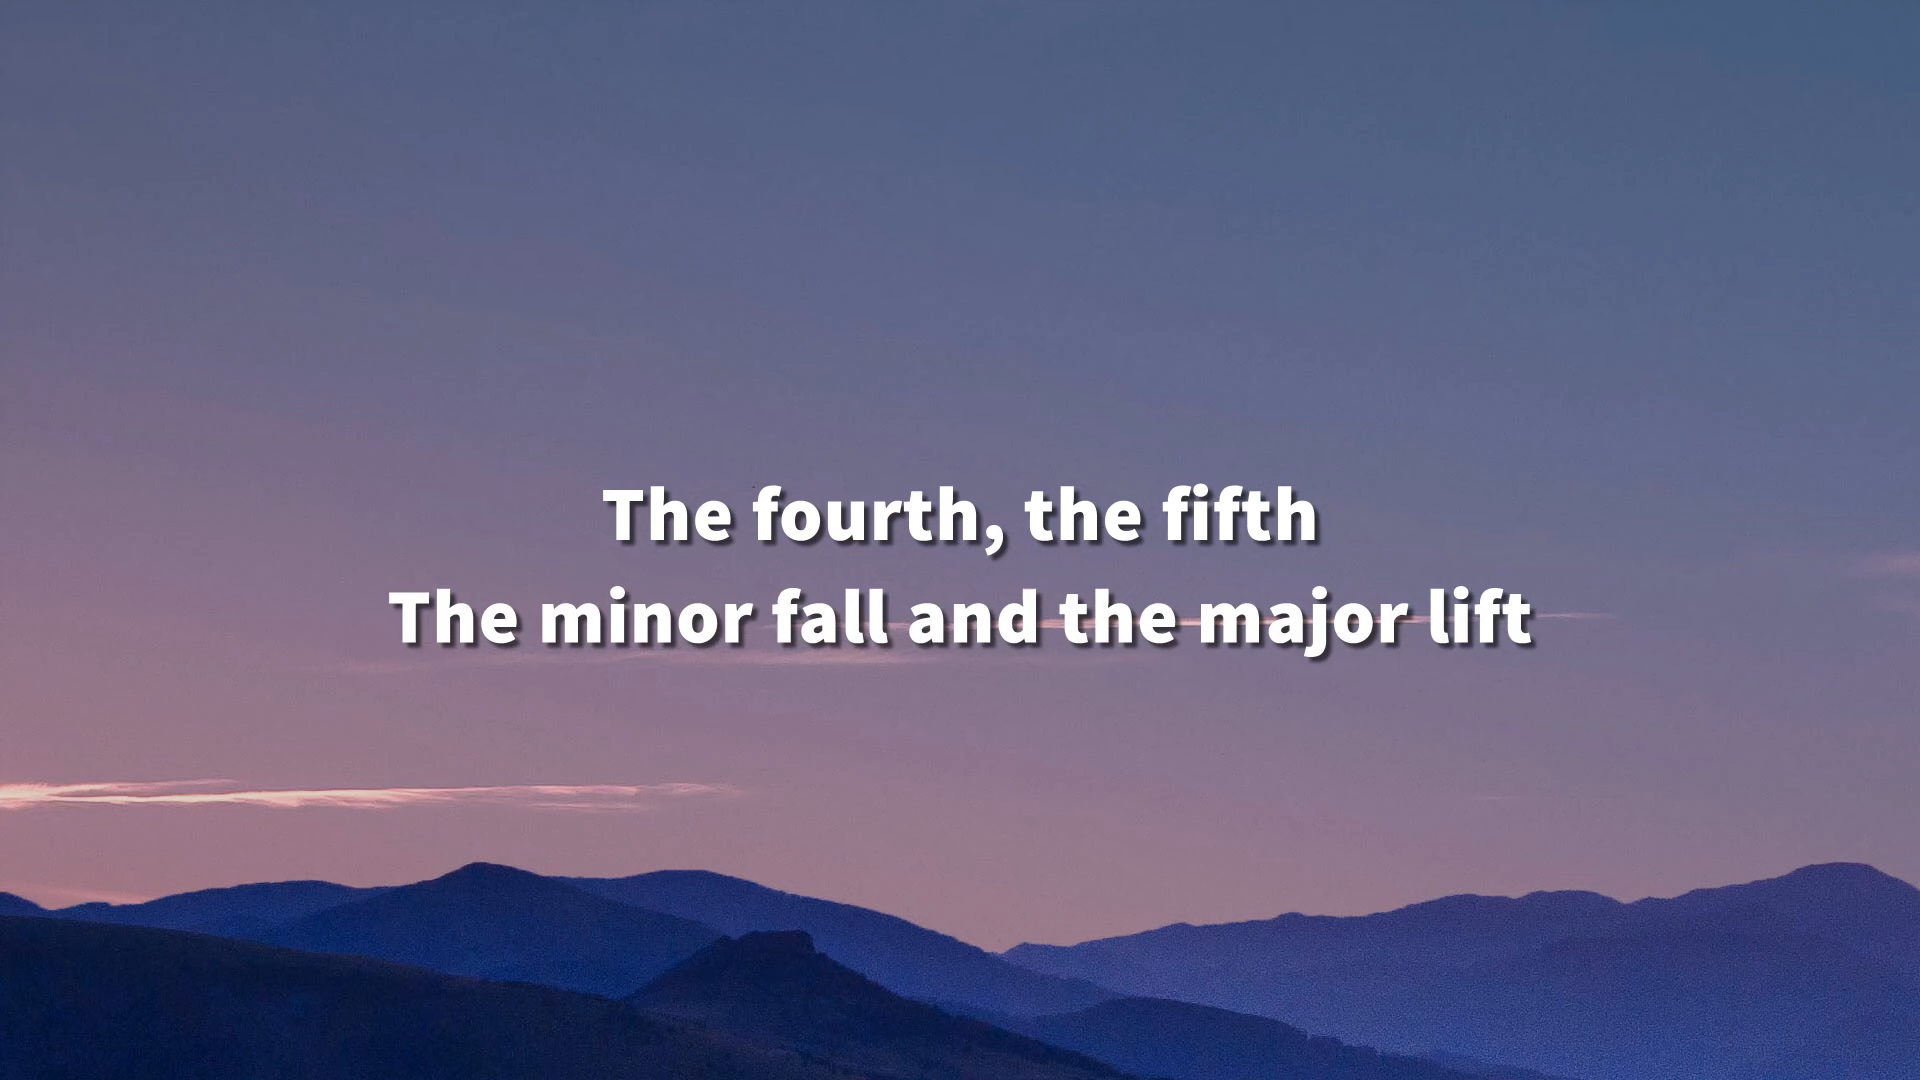 The fourth, the fifth
The minor fall and the major lift